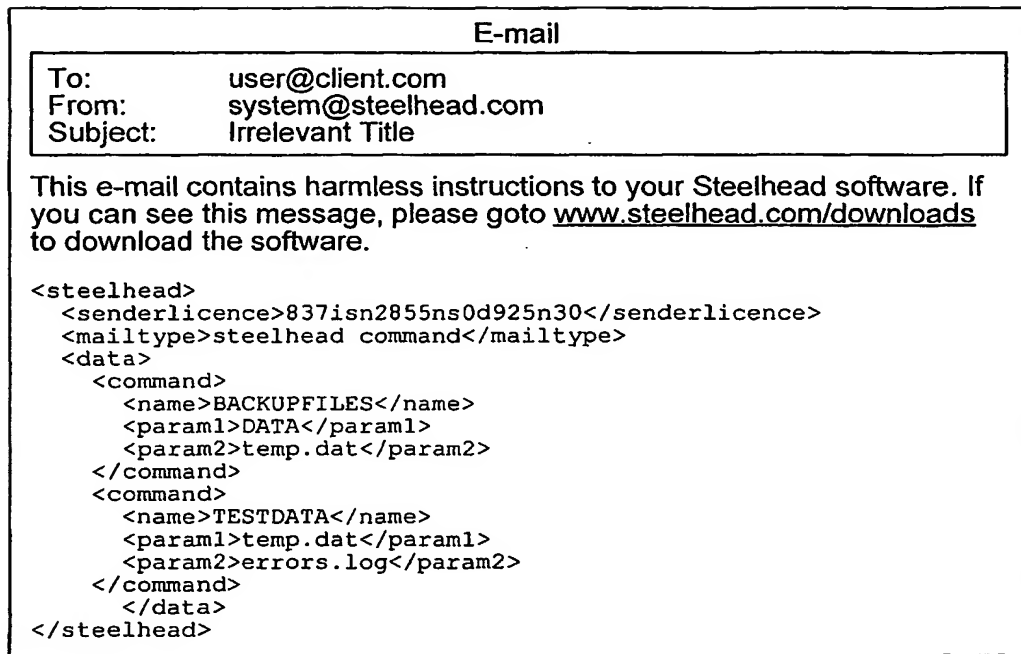 E-mail
To: user@client.com
From: system@steelhead.com
Subject: Irrelevant Title
This e-mail contains harmless instructions to your Steelhead software. If
you can see this message, please goto www.steelhead.com/downloads
to download the software.
<steelhead>
<senderlicence>837isn2855ns0d925n30</senderlicence>
<mailtype>steelhead command</mailtype>
<data>
<command>
<name>BACKUPFILES</name>
<param1>DATA</param1>
<param2>temp.dat</param2>
</command>
<command>
<name>TESTDATA</name>
<param1>temp.dat</param1>
<param2>errors.log</param2>
</command>
</data>
</steelhead>